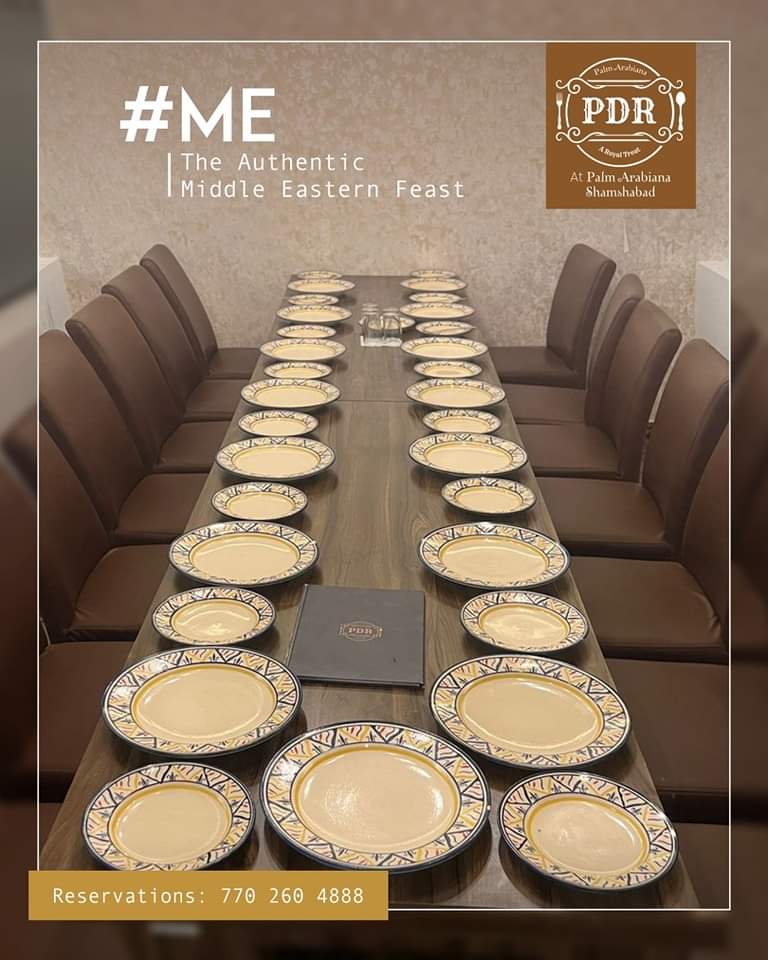 #ME
The Authentic
Middle Eastern Feast
Palm Arabiana
PDR
A Royal Treat
At Palm Arabiana
Shamshabad
PDR
Reservations: 770 260 4888